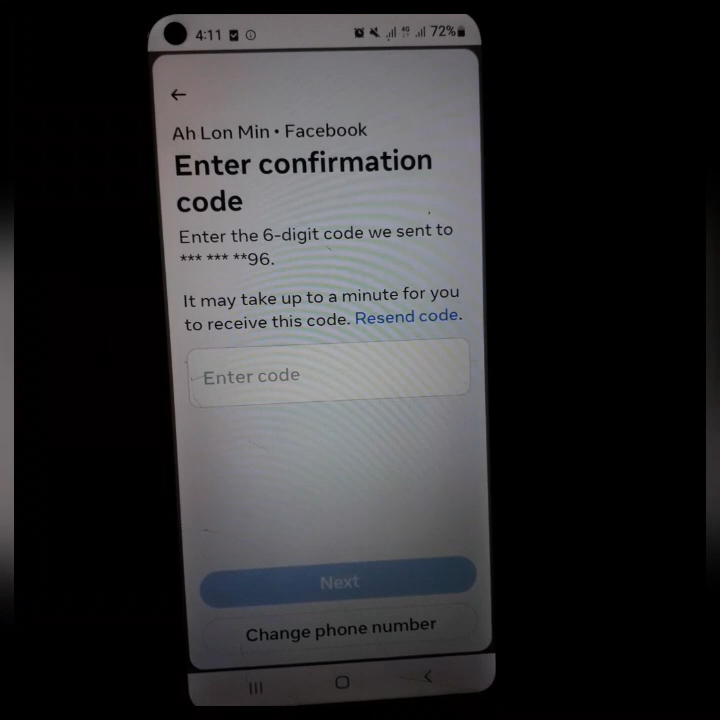 4:11 4G 72%
Ah Lon Min • Facebook
Enter confirmation
code
Enter the 6-digit code we sent to
*** *** **96.
It may take up to a minute for you
to receive this code. Resend code.
Enter code
Next
Change phone number